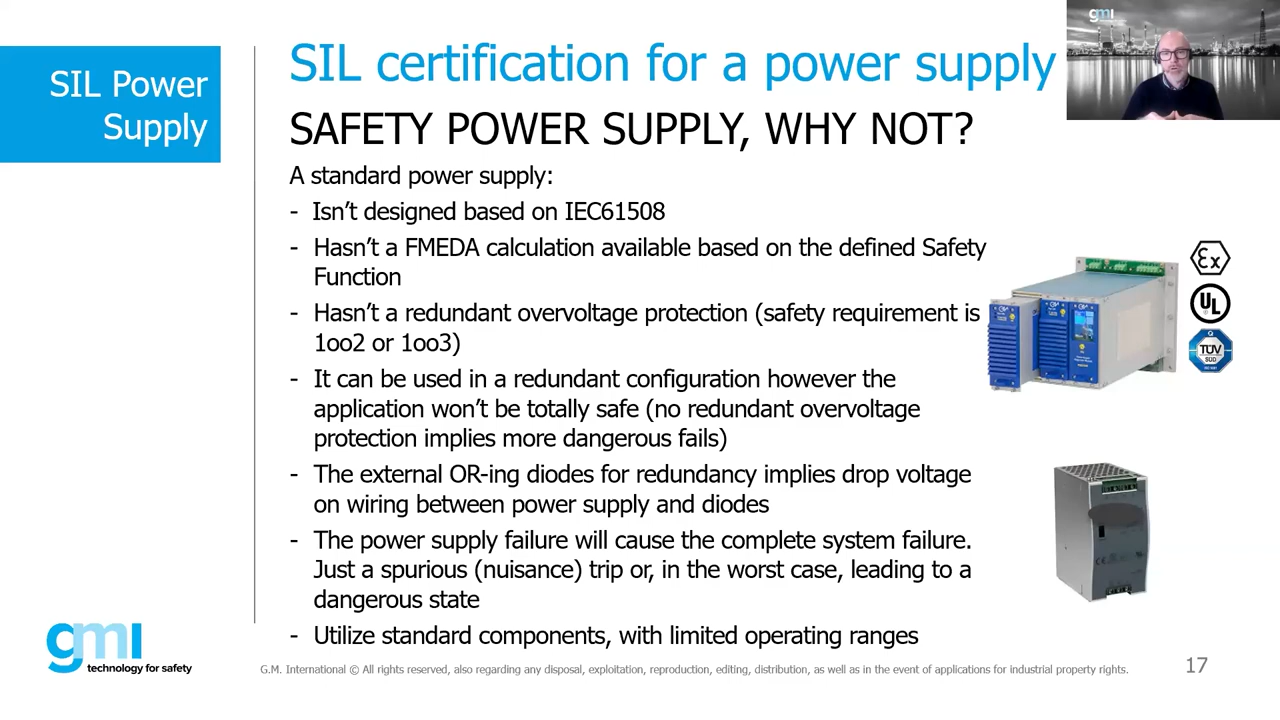 SIL Power
Supply
SIL certification for a power supply
SAFETY POWER SUPPLY, WHY NOT?
A standard power supply:
- Isn't designed based on IEC61508
- Hasn't a FMEDA calculation available based on the defined Safety
Function
- Hasn't a redundant overvoltage protection (safety requirement is
1oo2 or 1oo3)
- It can be used in a redundant configuration however the
application won't be totally safe (no redundant overvoltage
protection implies more dangerous fails)
- The external OR-ing diodes for redundancy implies drop voltage
on wiring between power supply and diodes
- The power supply failure will cause the complete system failure.
Just a spurious (nuisance) trip or, in the worst case, leading to a
dangerous state
- Utilize standard components, with limited operating ranges
gmi
Ex
UL
TÜV
SÜD
gmi
technology for safety
G.M. International © All rights reserved, also regarding any disposal, exploitation, reproduction, editing, distribution, as well as in the event of applications for industrial property rights.
17